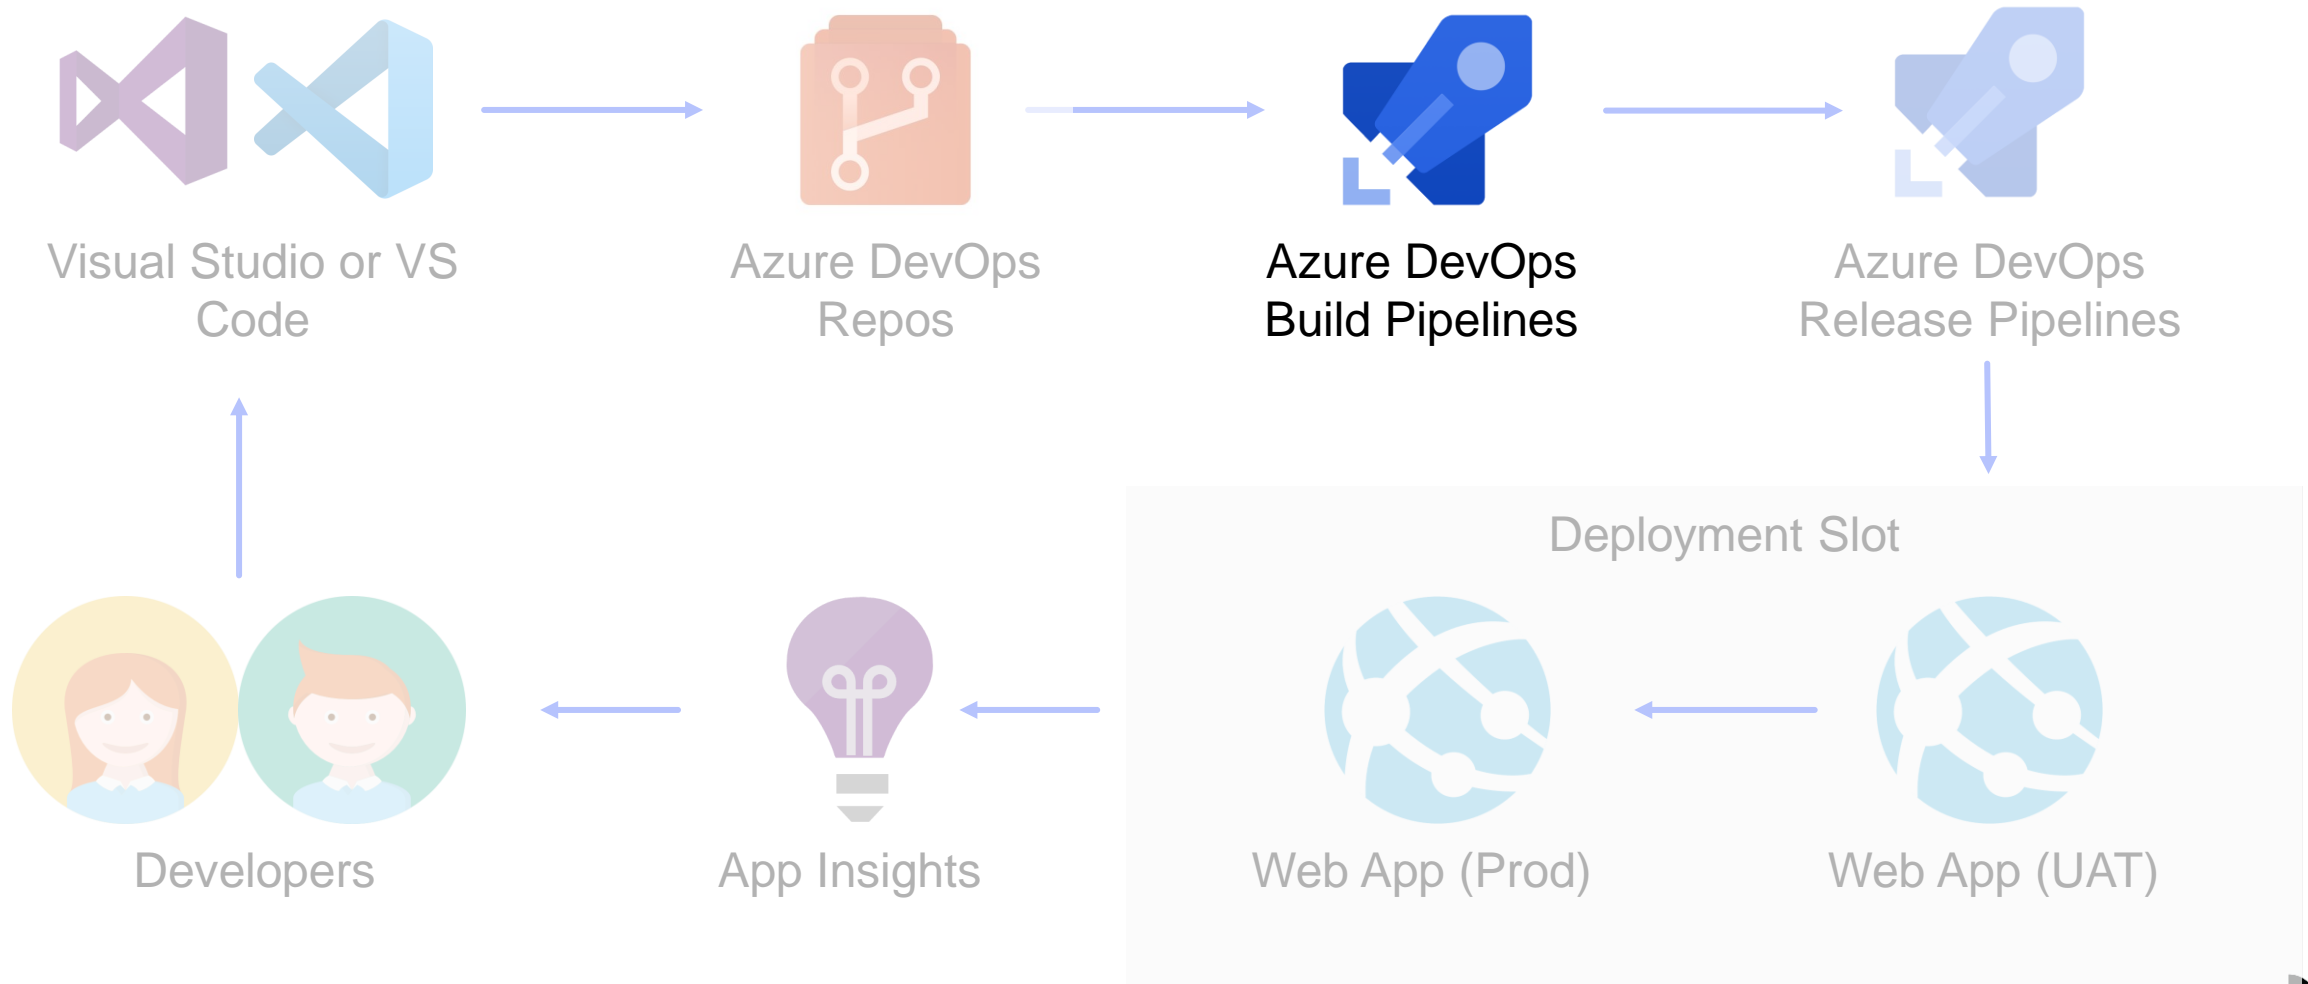 Visual Studio or VS
Code
Azure DevOps
Repos
Azure DevOps
Build Pipelines
Azure DevOps
Release Pipelines
Deployment Slot
Developers
App Insights
Web App (Prod)
Web App (UAT)